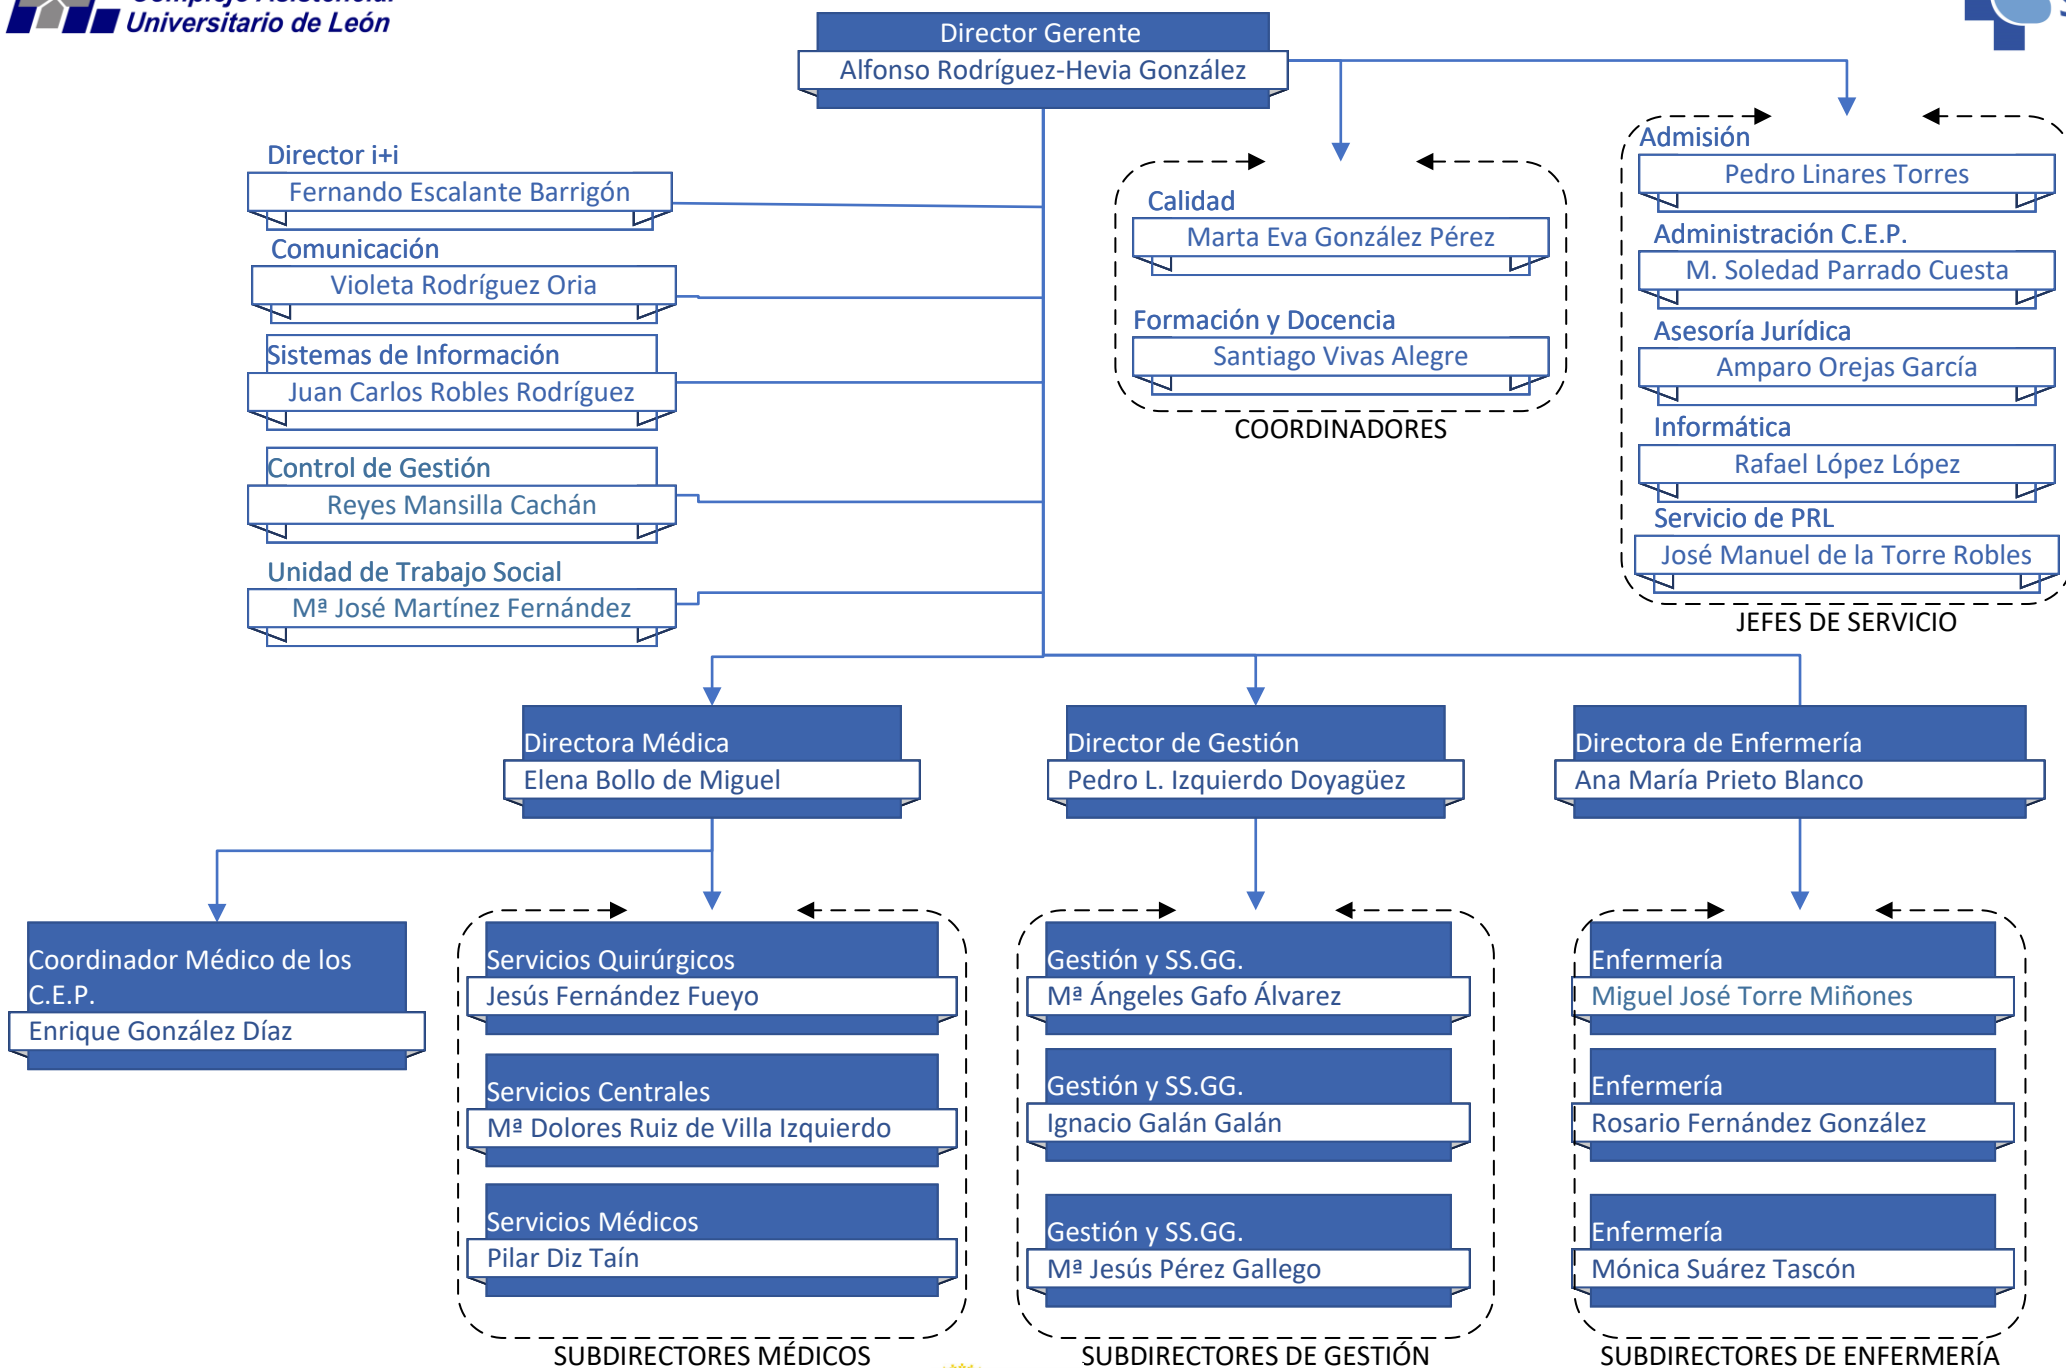 Universitario de León
Director Gerente
Alfonso Rodríguez-Hevia González
Director i+i
Fernando Escalante Barrigón
Comunicación
Violeta Rodríguez Oria
Sistemas de Información
Juan Carlos Robles Rodríguez
Control de Gestión
Reyes Mansilla Cachán
Unidad de Trabajo Social
Mª José Martínez Fernández
Calidad
Marta Eva González Pérez
Formación y Docencia
Santiago Vivas Alegre
COORDINADORES
Admisión
Pedro Linares Torres
Administración C.E.P.
M. Soledad Parrado Cuesta
Asesoría Jurídica
Amparo Orejas García
Informática
Rafael López López
Servicio de PRL
José Manuel de la Torre Robles
JEFES DE SERVICIO
Directora Médica
Elena Bollo de Miguel
Director de Gestión
Pedro L. Izquierdo Doyagüez
Directora de Enfermería
Ana María Prieto Blanco
Coordinador Médico de los
C.E.P.
Enrique González Díaz
Servicios Quirúrgicos
Jesús Fernández Fueyo
Servicios Centrales
Mª Dolores Ruiz de Villa Izquierdo
Servicios Médicos
Pilar Diz Taín
SUBDIRECTORES MÉDICOS
Gestión y SS.GG.
Mª Ángeles Gafo Álvarez
Gestión y SS.GG.
Ignacio Galán Galán
Gestión y SS.GG.
Mª Jesús Pérez Gallego
SUBDIRECTORES DE GESTIÓN
Enfermería
Miguel José Torre Miñones
Enfermería
Rosario Fernández González
Enfermería
Mónica Suárez Tascón
SUBDIRECTORES DE ENFERMERÍA